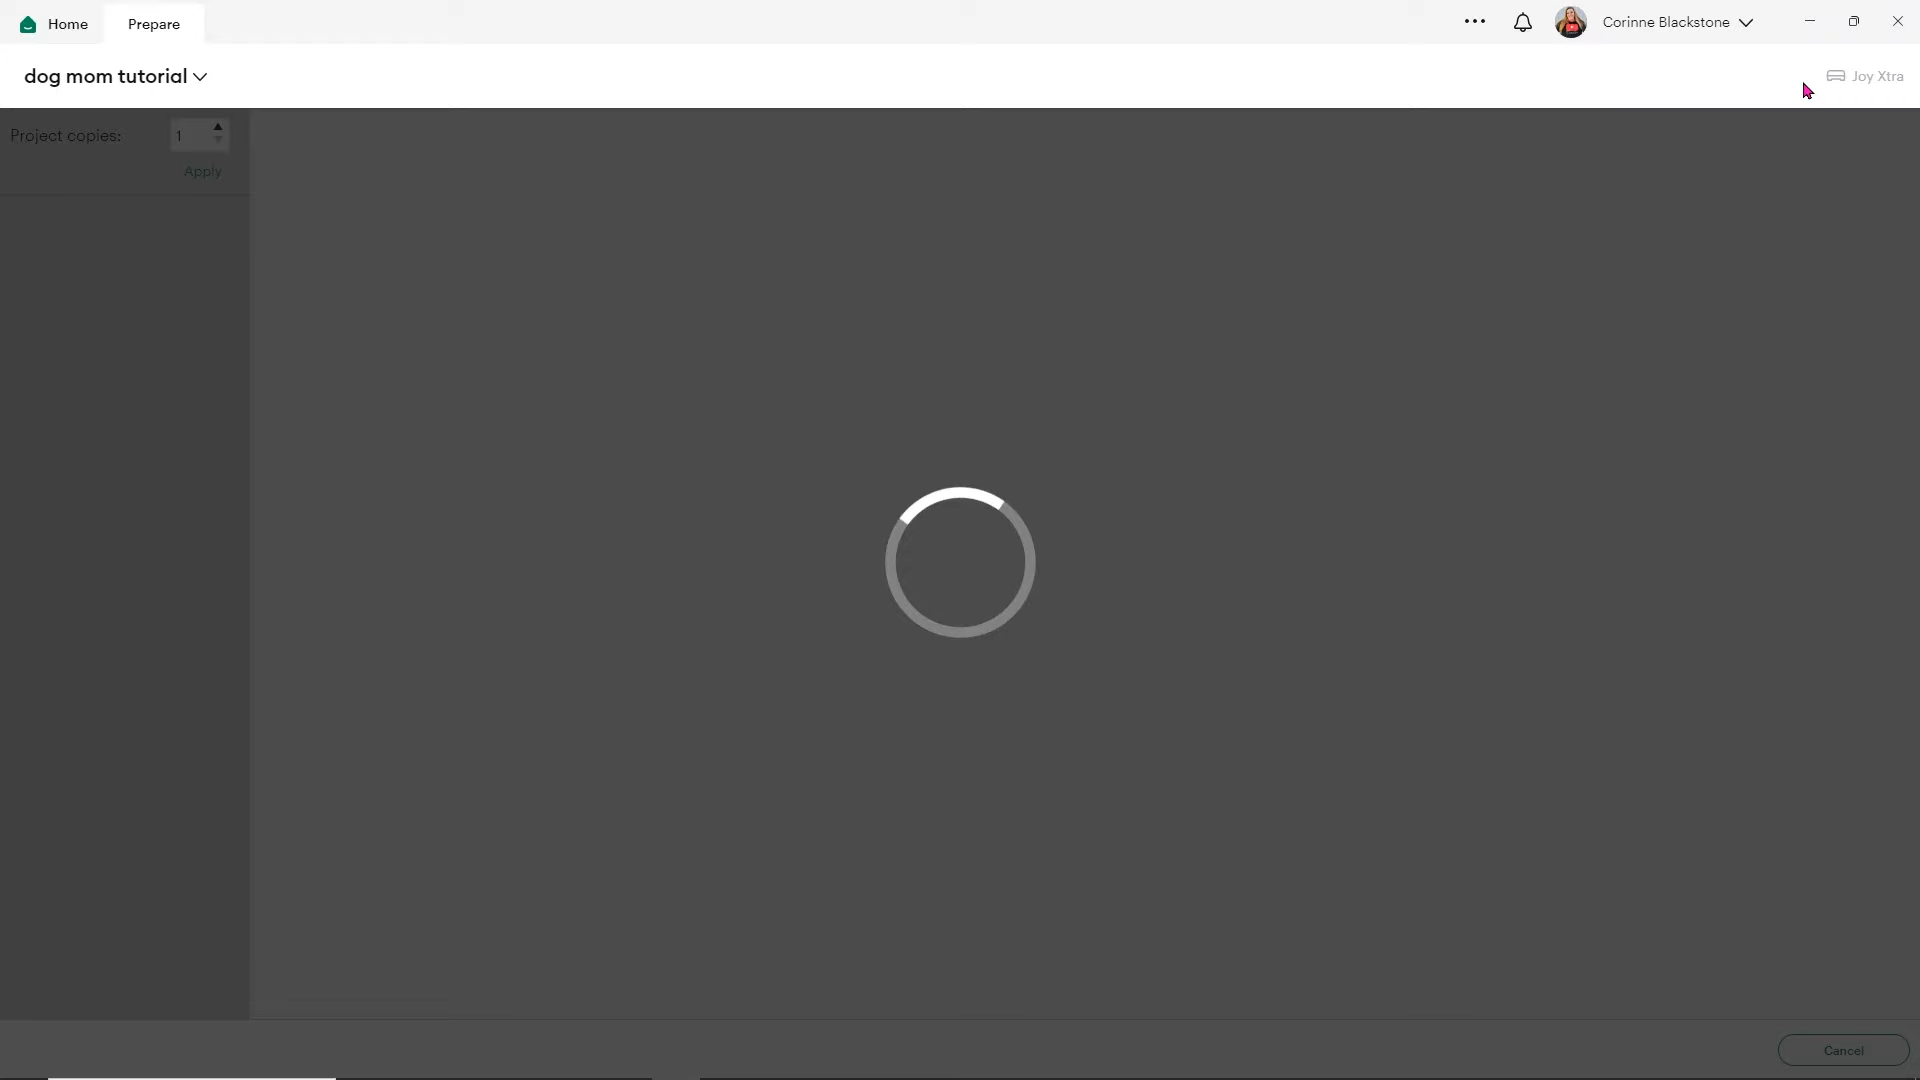 Home
Prepare
Corinne Blackstone
dog mom tutorial
Joy Xtra
Project copies:
1
Apply
Cancel